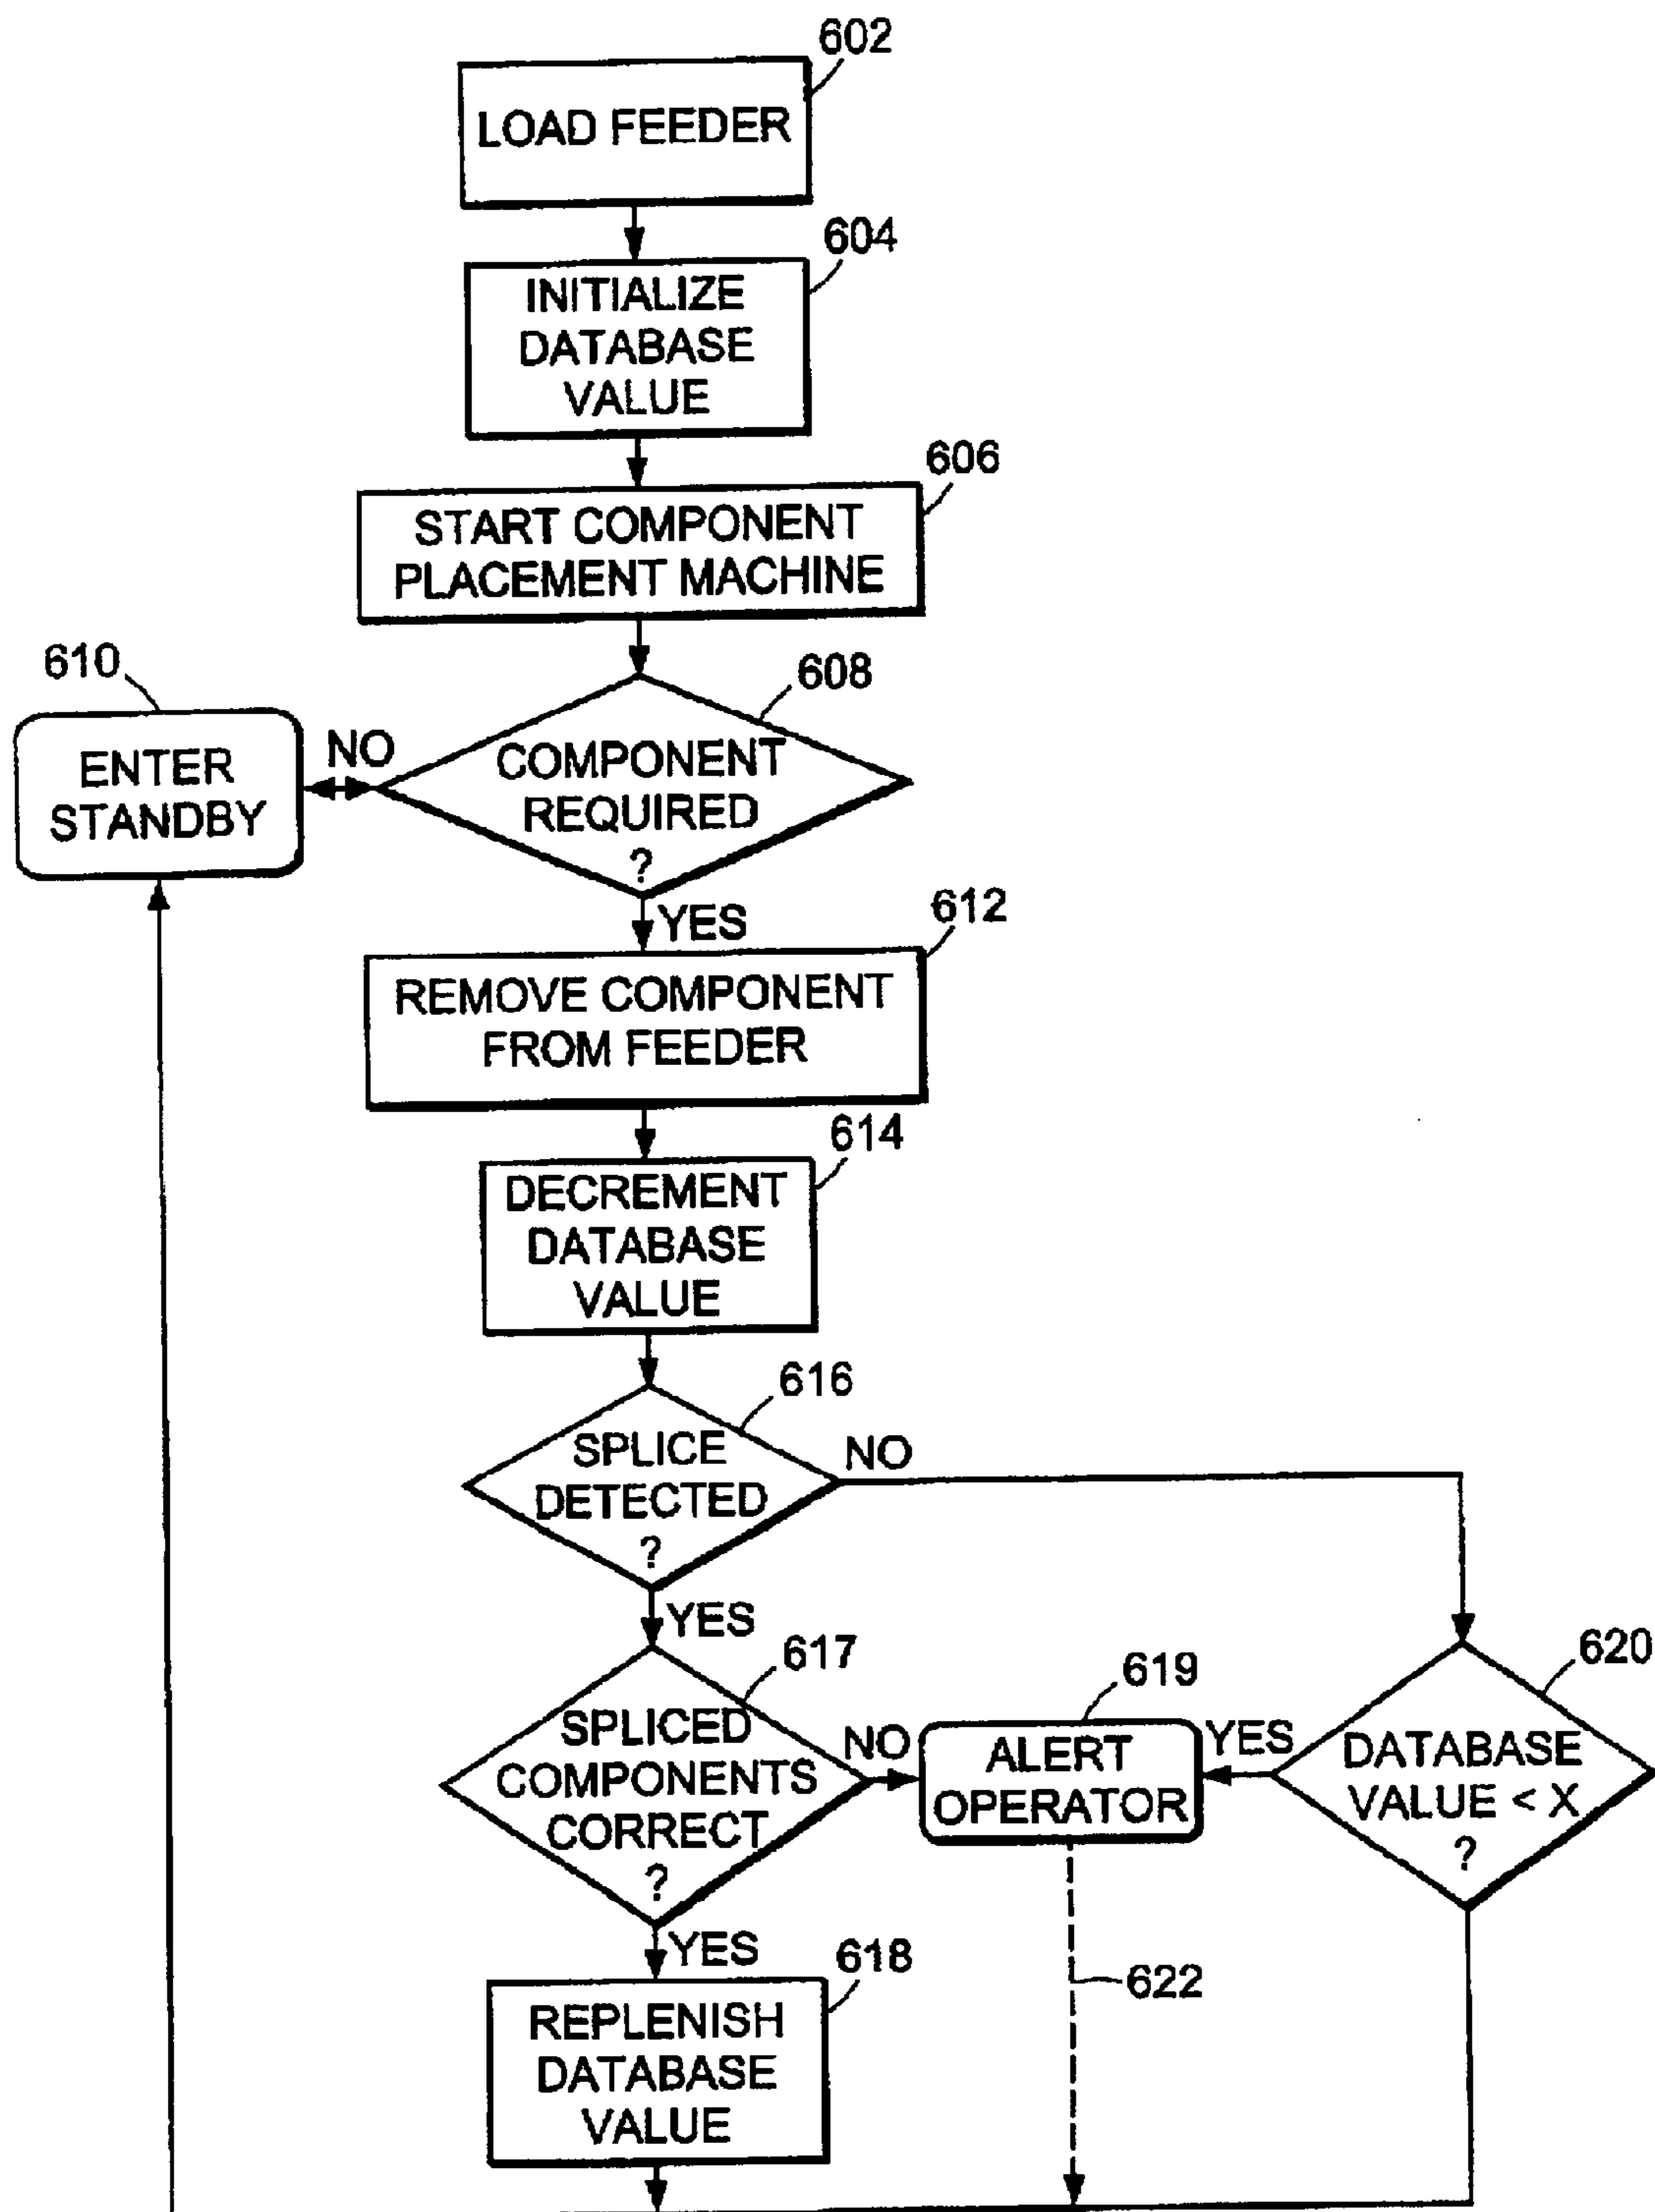 602
LOAD FEEDER
604
INITIALIZE
DATABASE
VALUE
606
START COMPONENT
PLACEMENT MACHINE
608
COMPONENT
REQUIRED
?
610
ENTER
STANDBY
NO
YES
612
REMOVE COMPONENT
FROM FEEDER
614
DECREMENT
DATABASE
VALUE
616
SPLICE
DETECTED
?
NO
YES
617
SPLICED
COMPONENTS
CORRECT
?
NO
619
ALERT
OPERATOR
YES
620
DATABASE
VALUE < X
?
YES
618
REPLENISH
DATABASE
VALUE
622